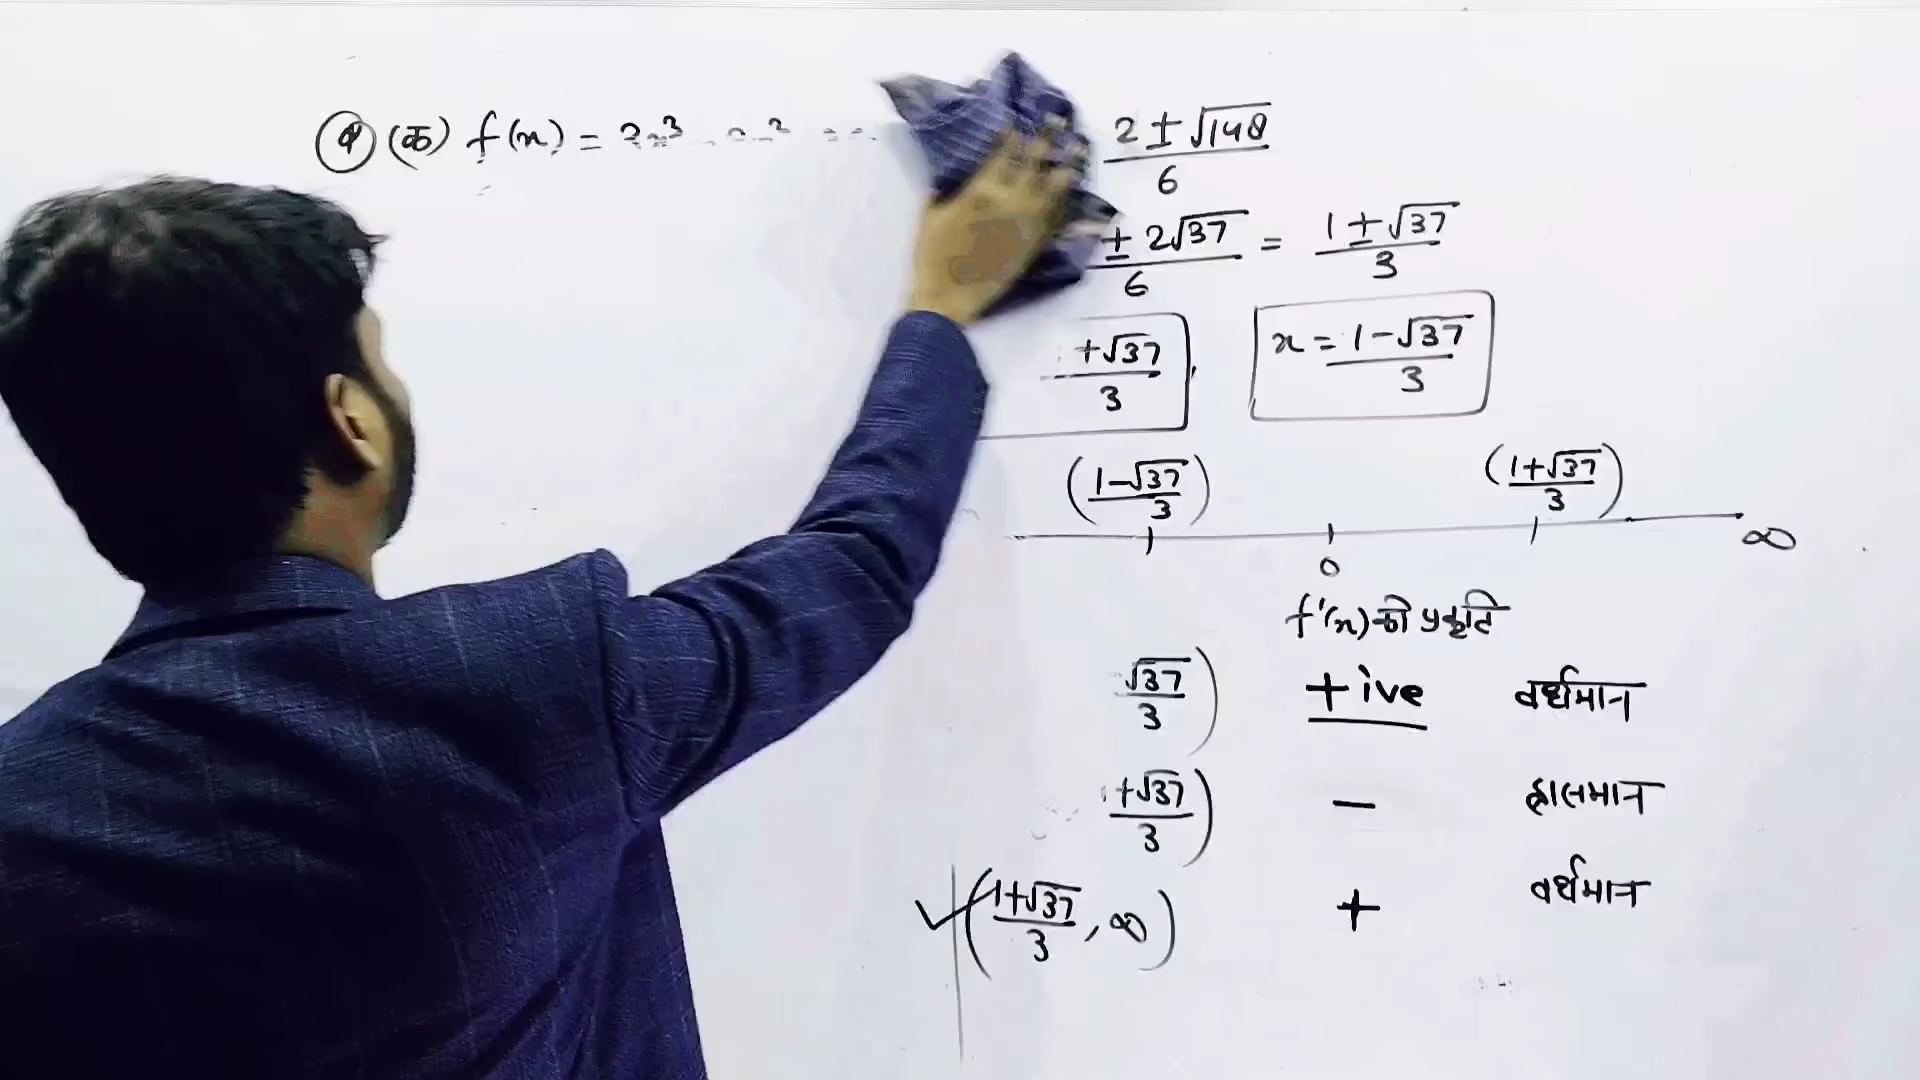 (क) f(x) =
2 ± √148 / 6
± 2√37 / 6 = 1 ± √37 / 3
+√37 / 3 , x = 1 - √37 / 3
(1 - √37 / 3) (1 + √37 / 3)
0 ∞
f'(x) की प्रकृति
√37 / 3) +ive वर्धमान
+√37 / 3) − ह्रासमान
✓ (1 + √37 / 3 , ∞) + वर्धमान